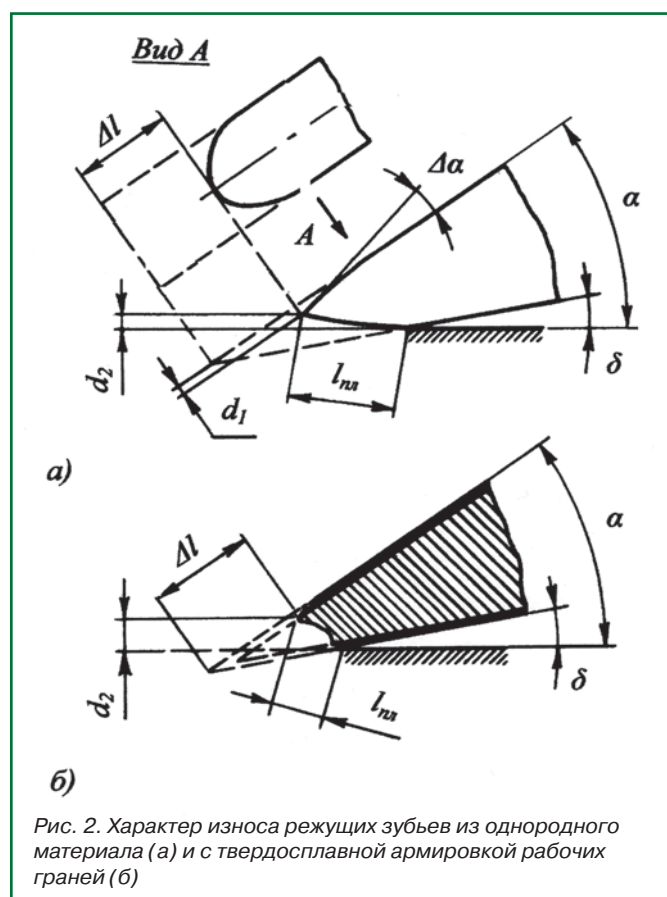 Вид А
Δl
А
Δα
α
d₂
d₁
lпл
δ
а)
Δl
α
d₂
lпл
δ
б)
Рис. 2. Характер износа режущих зубьев из однородного
материала (а) и с твердосплавной армировкой рабочих
граней (б)